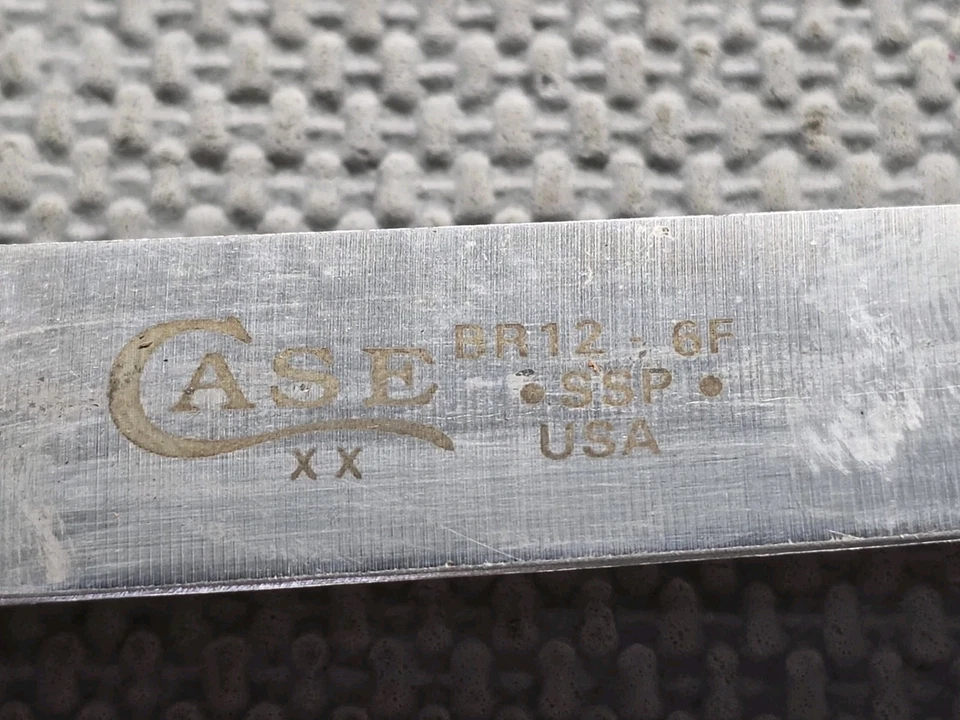 CASE
XX
BR12 - 6F
• SSP •
USA